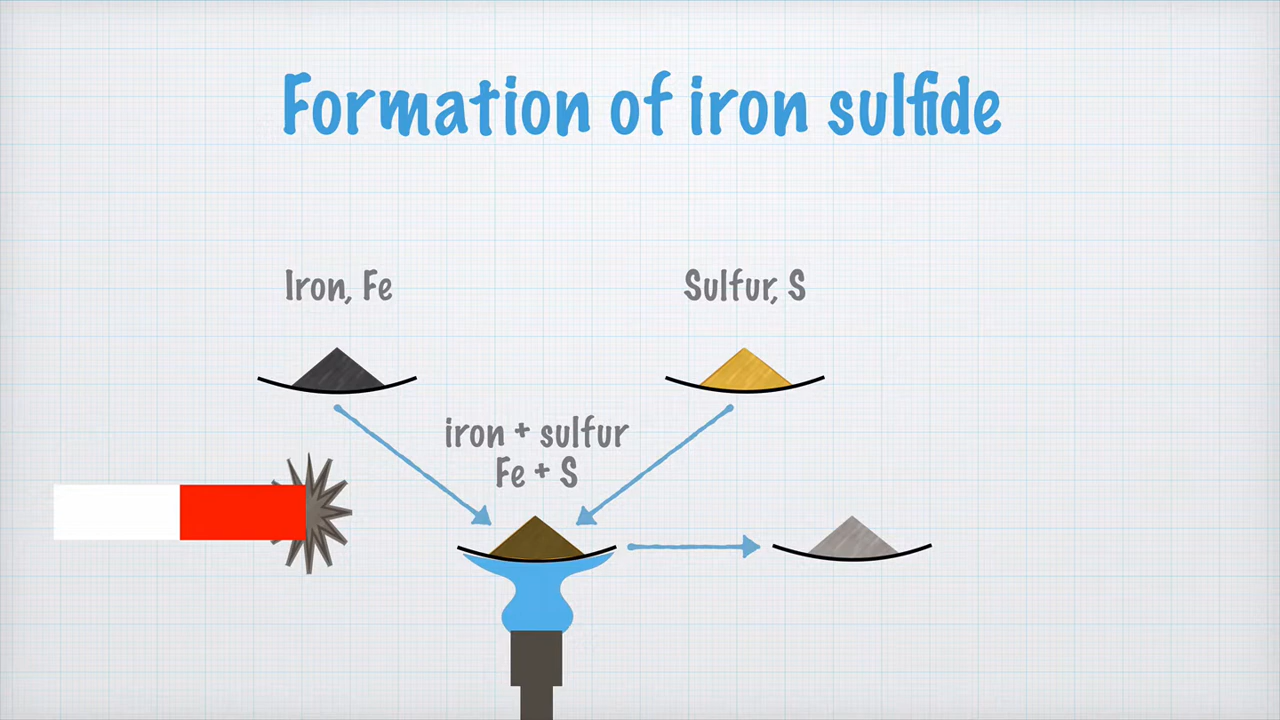 Formation of iron sulfide
Iron, Fe
Sulfur, S
iron + sulfur
Fe + S